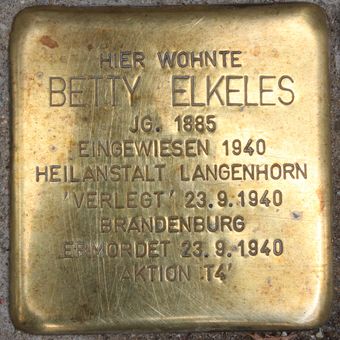 HIER WOHNTE
BETTY ELKELES
JG. 1885
EINGEWIESEN 1940
HEILANSTALT LANGENHORN
'VERLEGT' 23.9.1940
BRANDENBURG
ERMORDET 23.9.1940
'AKTION T4'